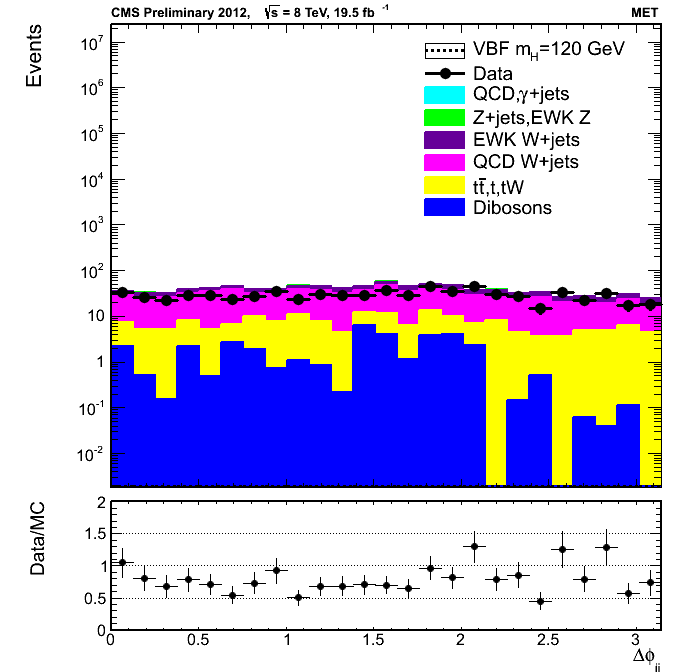 CMS Preliminary 2012, √s = 8 TeV, 19.5 fb⁻¹ MET
Events
10⁷
10⁶
10⁵
10⁴
10³
10²
10
1
10⁻¹
10⁻²
VBF m_H=120 GeV
Data
QCD,γ+jets
Z+jets,EWK Z
EWK W+jets
QCD W+jets
tt̄,t,tW
Dibosons
Data/MC
2
1.5
1
0.5
0
0 0.5 1 1.5 2 2.5 3
Δϕ_jj